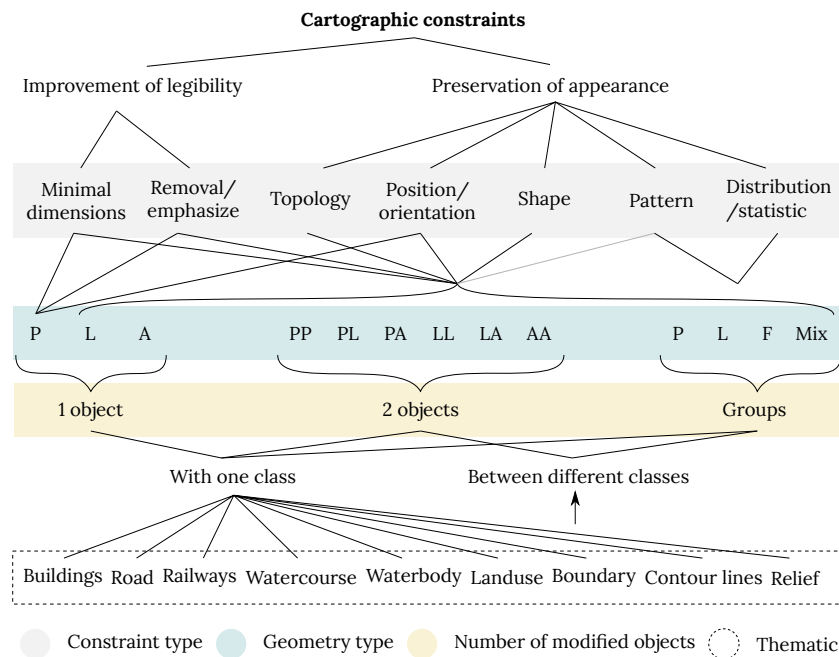 Cartographic constraints
Improvement of legibility
Preservation of appearance
Minimal
dimensions
Removal/
emphasize
Topology
Position/
orientation
Shape
Pattern
Distribution
/statistic
P L A PP PL PA LL LA AA P L F Mix
1 object 2 objects Groups
With one class Between different classes
Buildings Road Railways Watercourse Waterbody Landuse Boundary Contour lines Relief
Constraint type Geometry type Number of modified objects Thematic